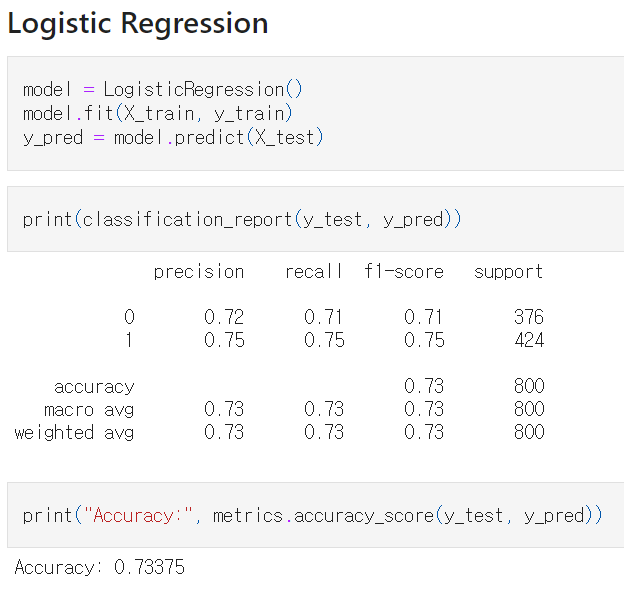 Logistic Regression
model = LogisticRegression()
model.fit(X_train, y_train)
y_pred = model.predict(X_test)
print(classification_report(y_test, y_pred))
precision recall f1-score support
0 0.72 0.71 0.71 376
1 0.75 0.75 0.75 424
accuracy 0.73 800
macro avg 0.73 0.73 0.73 800
weighted avg 0.73 0.73 0.73 800
print("Accuracy:", metrics.accuracy_score(y_test, y_pred))
Accuracy: 0.73375